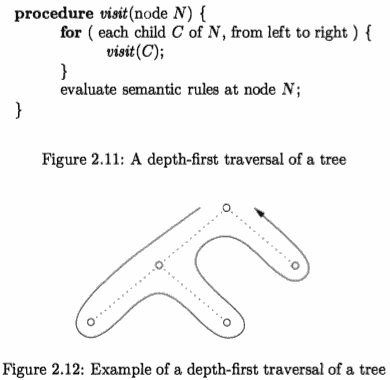 procedure visit(node N) {
for ( each child C of N, from left to right ) {
visit(C);
}
evaluate semantic rules at node N;
}
Figure 2.11: A depth-first traversal of a tree
Figure 2.12: Example of a depth-first traversal of a tree